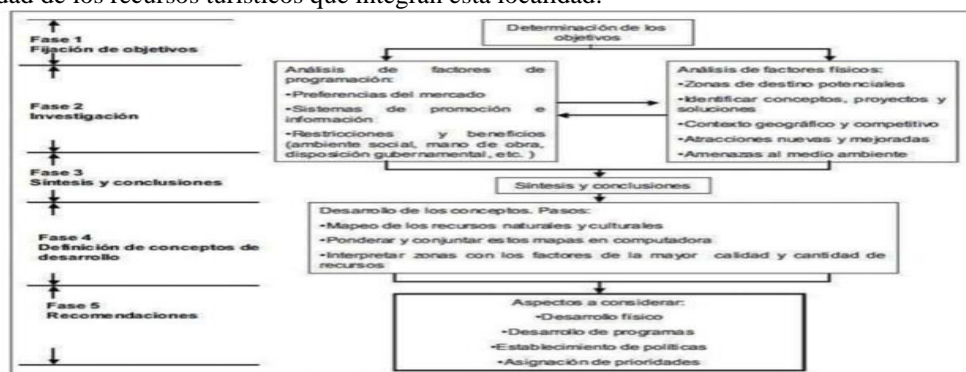 dad de los recursos turísticos que integran esta localidad.
Fase 1
Fijación de objetivos
Determinación de los
objetivos
Fase 2
Investigación
Análisis de factores de
programación:
•Preferencias del mercado
•Sistemas de promoción e
información
•Restricciones y beneficios
(ambiente social, mano de obra,
disposición gubernamental, etc. )
Análisis de factores físicos:
•Zonas de destino potenciales
•Identificar conceptos, proyectos y
soluciones
•Contexto geográfico y competitivo
•Atracciones nuevas y mejoradas
•Amenazas al medio ambiente
Fase 3
Síntesis y conclusiones
Síntesis y conclusiones
Fase 4
Definición de conceptos de
desarrollo
Desarrollo de los conceptos. Pasos:
•Mapeo de los recursos naturales y culturales
•Ponderar y conjuntar estos mapas en computadora
•Interpretar zonas con los factores de la mayor calidad y cantidad de
recursos
Fase 5
Recomendaciones
Aspectos a considerar:
•Desarrollo físico
•Desarrollo de programas
•Establecimiento de políticas
•Asignación de prioridades